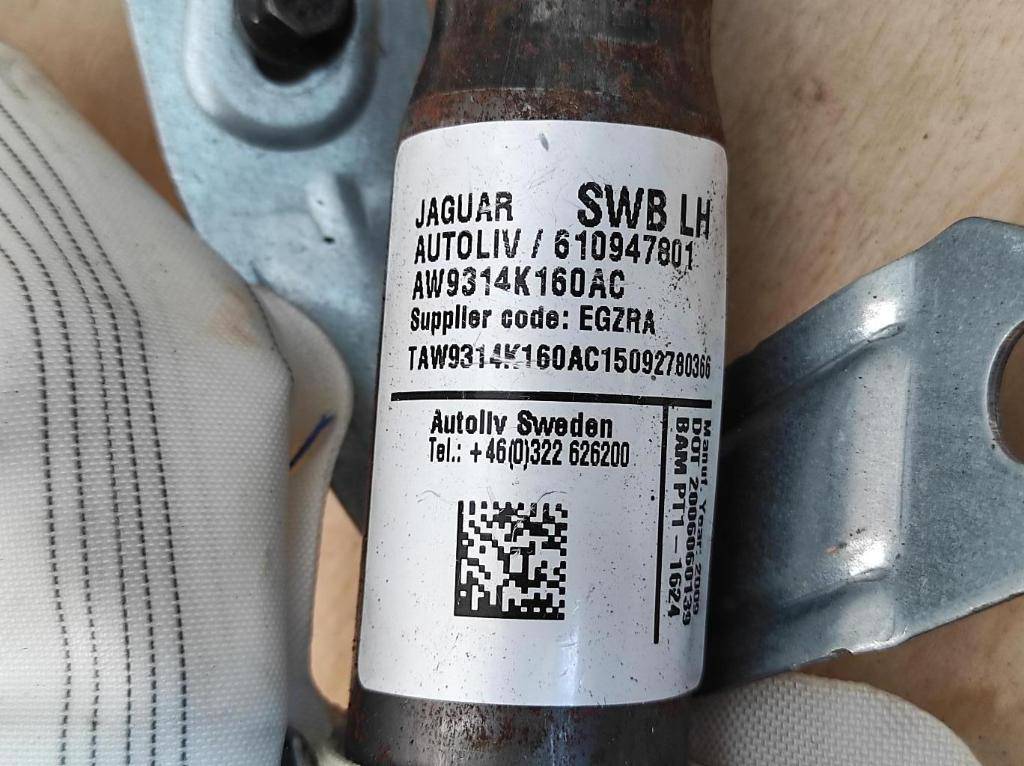 JAGUAR SWB LH
AUTOLIV / 610947801
AW9314K160AC
Supplier code: EGZRA
TAW9314K160AC15092780366
Autoliv Sweden
Tel.: +46(0)322 626200
Manuf. Year: 2009
DOT 20060601139
BAM PT1 - 1624